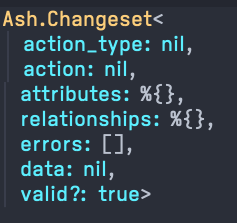 Ash.Changeset<
action_type: nil,
action: nil,
attributes: %{},
relationships: %{},
errors: [],
data: nil,
valid?: true>